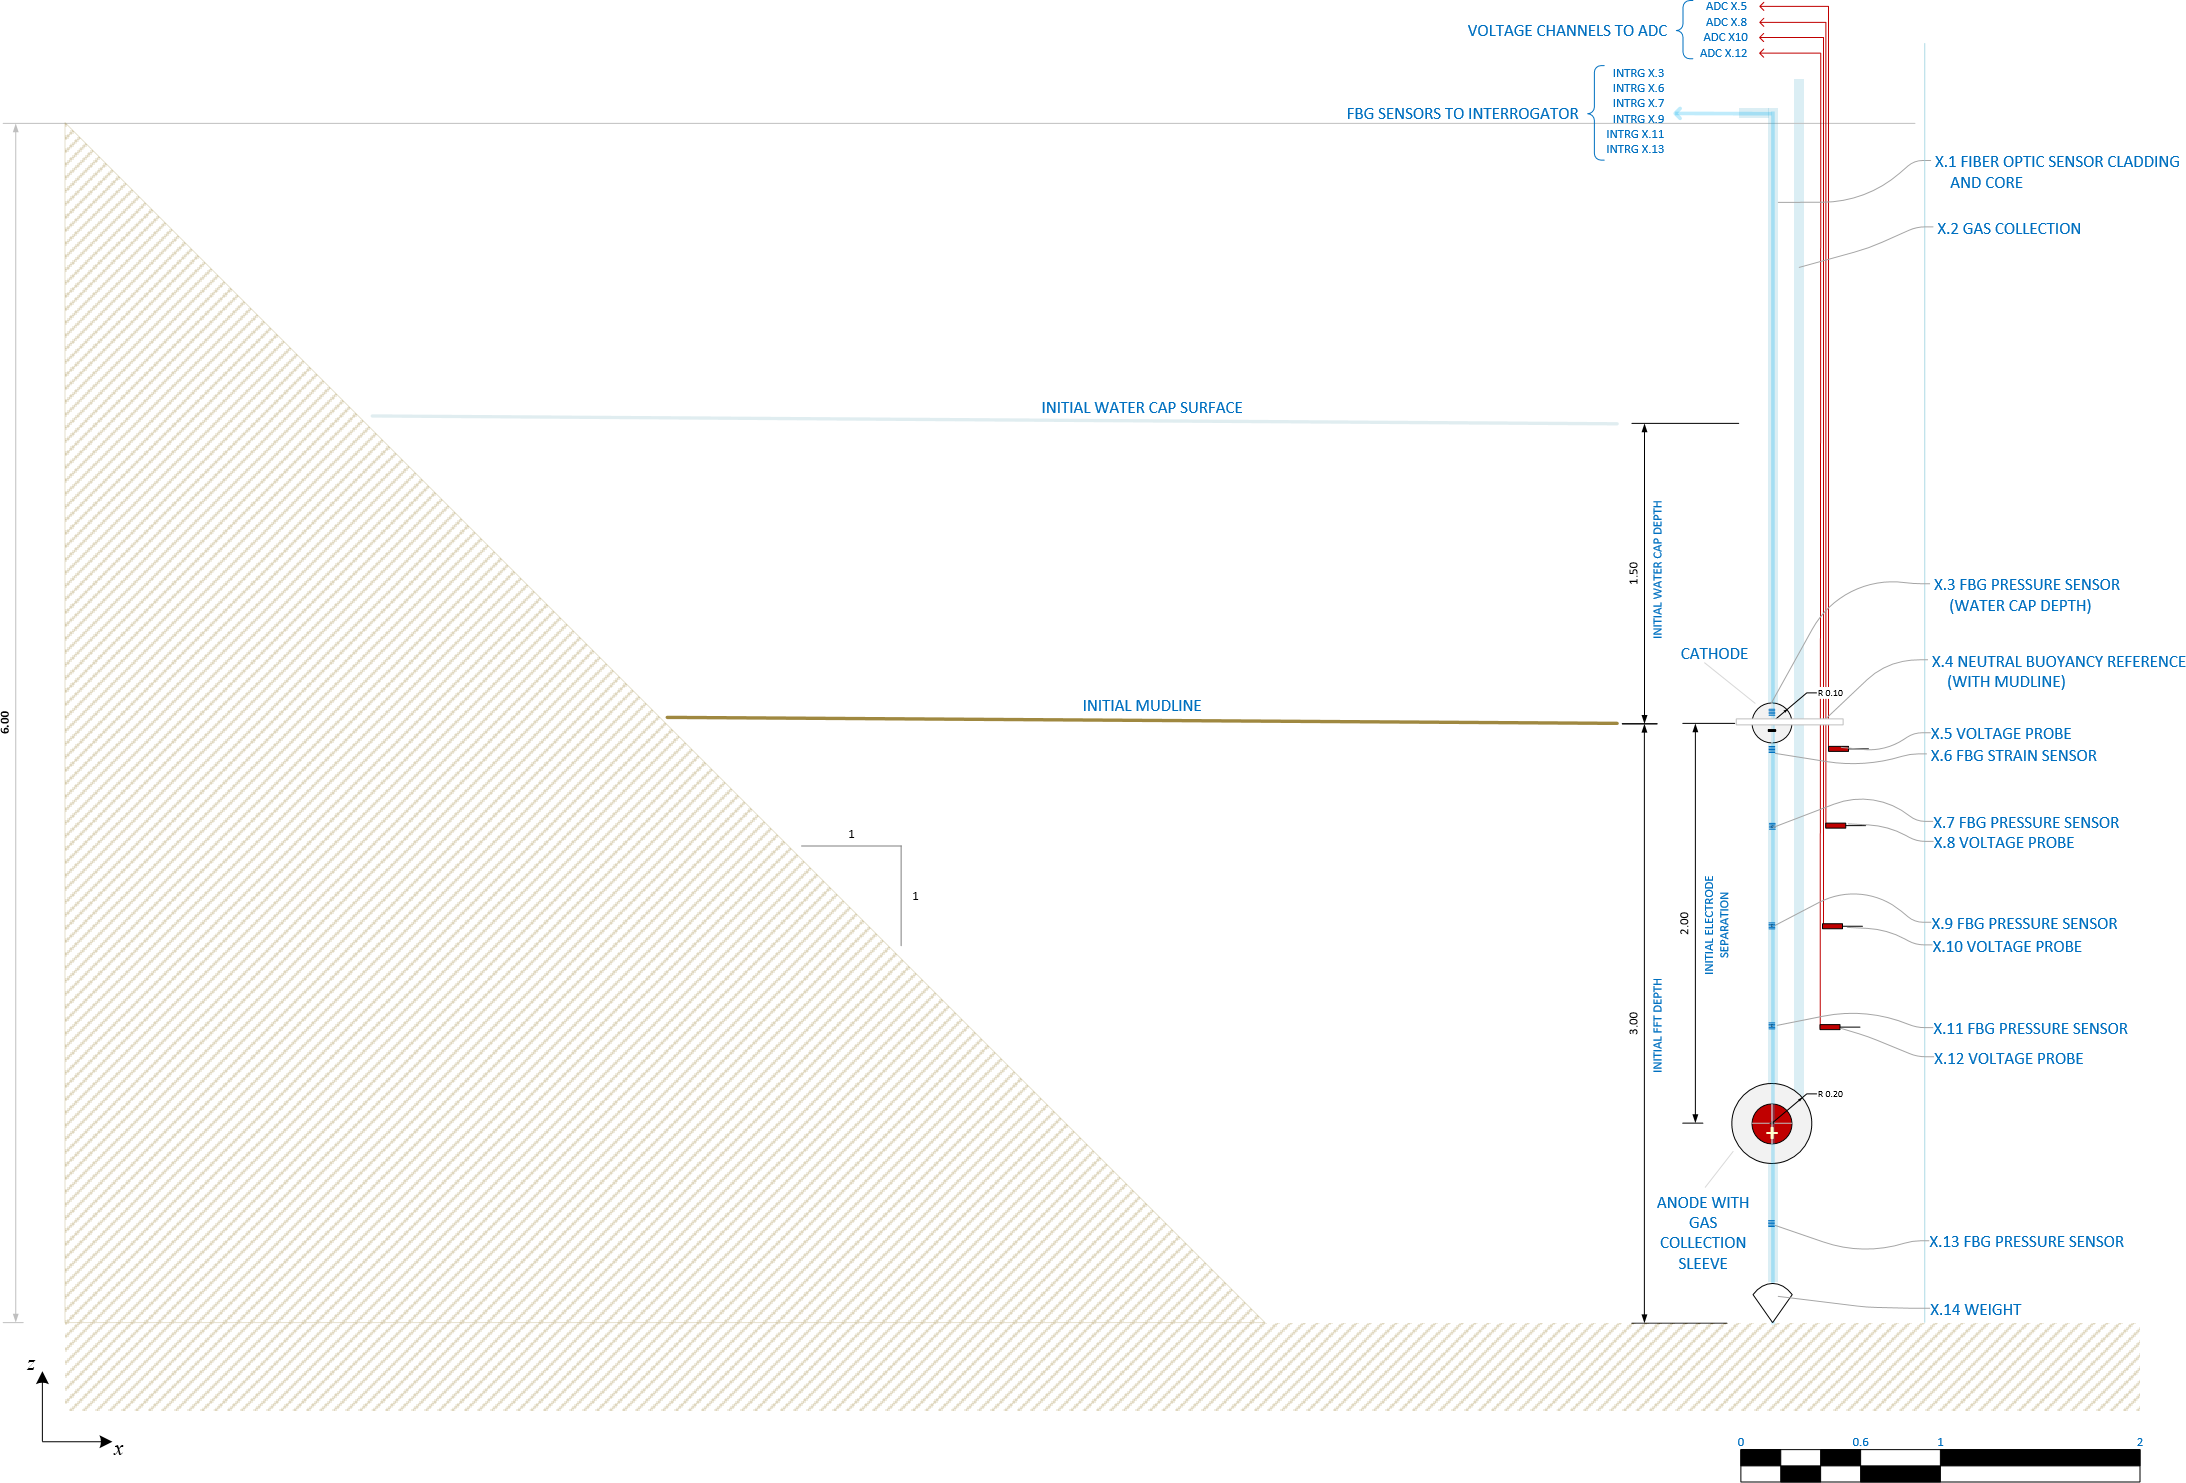 ADC X.5
ADC X.8
VOLTAGE CHANNELS TO ADC
ADC X10
ADC X.12
INTRG X.3
INTRG X.6
INTRG X.7
FBG SENSORS TO INTERROGATOR
INTRG X.9
INTRG X.11
INTRG X.13
X.1 FIBER OPTIC SENSOR CLADDING
AND CORE
X.2 GAS COLLECTION
INITIAL WATER CAP SURFACE
1.50
INITIAL WATER CAP DEPTH
X.3 FBG PRESSURE SENSOR
(WATER CAP DEPTH)
CATHODE
X.4 NEUTRAL BUOYANCY REFERENCE
(WITH MUDLINE)
R 0.10
INITIAL MUDLINE
6.00
X.5 VOLTAGE PROBE
X.6 FBG STRAIN SENSOR
X.7 FBG PRESSURE SENSOR
X.8 VOLTAGE PROBE
1
1
2.00
INITIAL ELECTRODE
SEPARATION
X.9 FBG PRESSURE SENSOR
X.10 VOLTAGE PROBE
3.00
INITIAL FFT DEPTH
X.11 FBG PRESSURE SENSOR
X.12 VOLTAGE PROBE
R 0.20
+
ANODE WITH
GAS
COLLECTION
SLEEVE
X.13 FBG PRESSURE SENSOR
X.14 WEIGHT
z
x
0 0.6 1 2